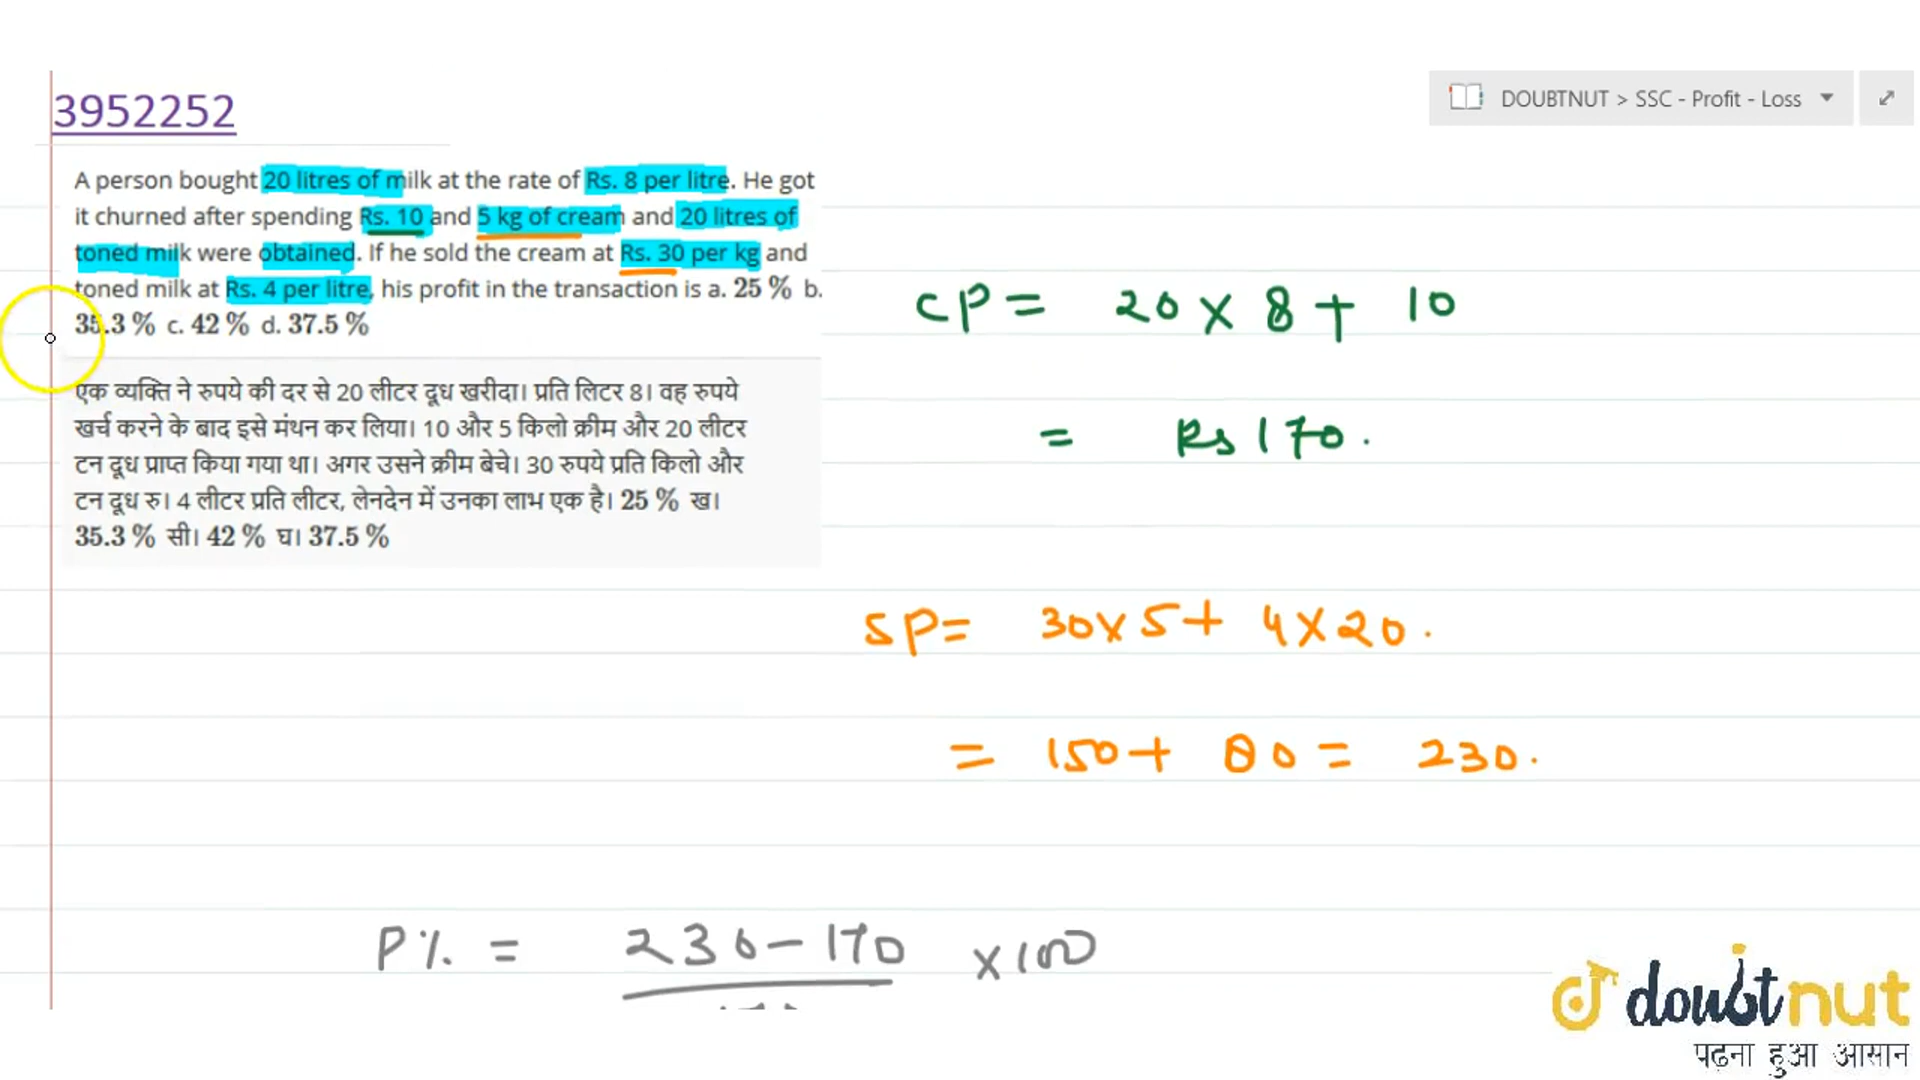 3952252
DOUBTNUT > SSC - Profit - Loss
A person bought 20 litres of milk at the rate of Rs. 8 per litre. He got
it churned after spending Rs. 10 and 5 kg of cream and 20 litres of
toned milk were obtained. If he sold the cream at Rs. 30 per kg and
toned milk at Rs. 4 per litre, his profit in the transaction is a. 25 % b.
35.3 % c. 42 % d. 37.5 %
एक व्यक्ति ने रुपये की दर से 20 लीटर दूध खरीदा। प्रति लिटर 8। वह रुपये
खर्च करने के बाद इसे मंथन कर लिया। 10 और 5 किलो क्रीम और 20 लीटर
टन दूध प्राप्त किया गया था। अगर उसने क्रीम बेचे। 30 रुपये प्रति किलो और
टन दूध रु। 4 लीटर प्रति लीटर, लेनदेन में उनका लाभ एक है। 25 % ख।
35.3 % सी। 42 % घ। 37.5 %
CP = 20 × 8 + 10
= Rs 170.
SP = 30×5 + 4×20.
= 150 + 80 = 230.
P% = 230 - 170 ×100
doubtnut
पढ़ना हुआ आसान